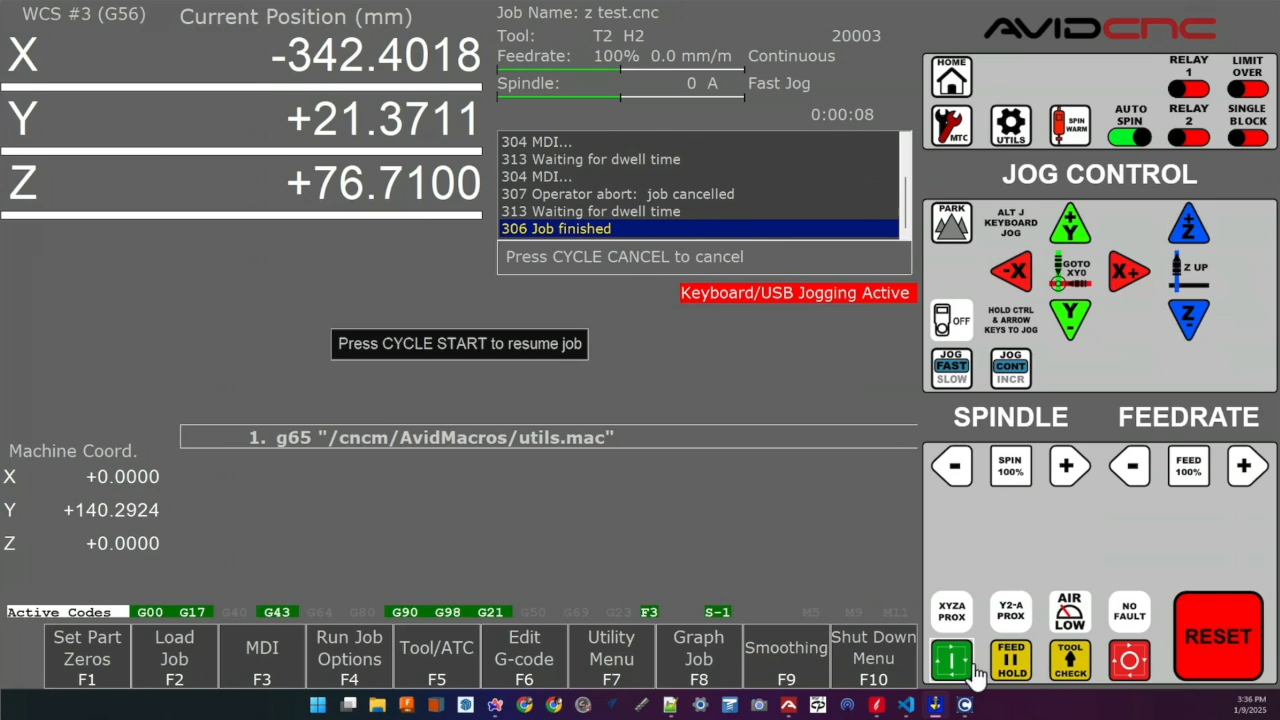 WCS #3 (G56)
Current Position (mm)
X -342.4018
Y +21.3711
Z +76.7100
Job Name: z test.cnc
Tool: T2 H2 20003
Feedrate: 100% 0.0 mm/m Continuous
Spindle: 0 A Fast Jog
0:00:08
304 MDI...
313 Waiting for dwell time
304 MDI...
307 Operator abort: job cancelled
313 Waiting for dwell time
306 Job finished
Press CYCLE CANCEL to cancel
Keyboard/USB Jogging Active
Press CYCLE START to resume job
1. g65 "/cncm/AvidMacros/utils.mac"
Machine Coord.
X +0.0000
Y +140.2924
Z +0.0000
Active Codes G00 G17 G40 G43 G64 G80 G90 G98 G21 G50 G69 G23 F3 S-1 M5 M9 M11
Set Part Zeros F1
Load Job F2
MDI F3
Run Job Options F4
Tool/ATC F5
Edit G-code F6
Utility Menu F7
Graph Job F8
Smoothing F9
Shut Down Menu F10
AVIDCNC
HOME
RELAY 1
LIMIT OVER
MTC
UTILS
SPIN WARM
AUTO SPIN
RELAY 2
SINGLE BLOCK
JOG CONTROL
PARK
ALT J KEYBOARD JOG
+Y
+Z
-X
GOTO XY0
X+
Z UP
OFF
HOLD CTRL & ARROW KEYS TO JOG
Y-
Z-
JOG FAST SLOW
JOG CONT INCR
SPINDLE
FEEDRATE
-
SPIN 100%
+
-
FEED 100%
+
XYZA PROX
Y2-A PROX
AIR LOW
NO FAULT
RESET
FEED HOLD
TOOL CHECK
3:36 PM
1/9/2025